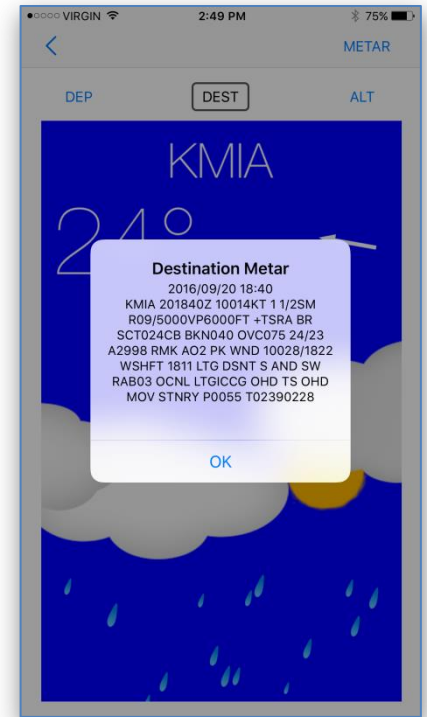 VIRGIN 2:49 PM 75%
METAR
DEP DEST ALT
KMIA
24°
Destination Metar
2016/09/20 18:40
KMIA 201840Z 10014KT 1 1/2SM
R09/5000VP6000FT +TSRA BR
SCT024CB BKN040 OVC075 24/23
A2998 RMK AO2 PK WND 10028/1822
WSHFT 1811 LTG DSNT S AND SW
RAB03 OCNL LTGICCG OHD TS OHD
MOV STNRY P0055 T02390228
OK